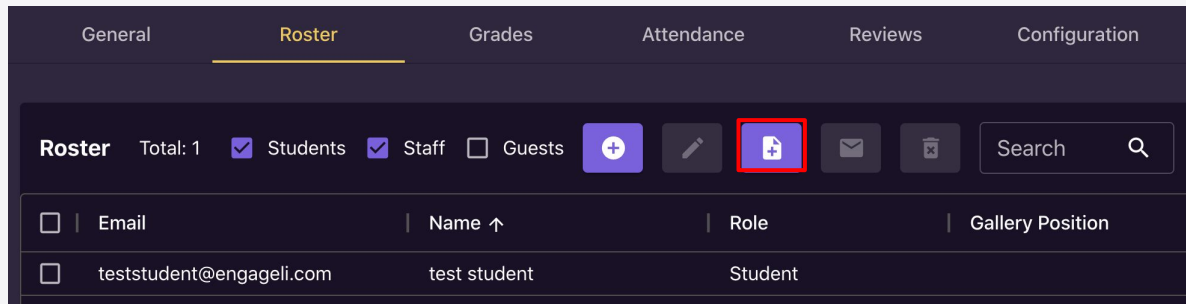 General Roster Grades Attendance Reviews Configuration
Roster Total: 1 Students Staff Guests Search
Email Name Role Gallery Position
teststudent@engageli.com test student Student